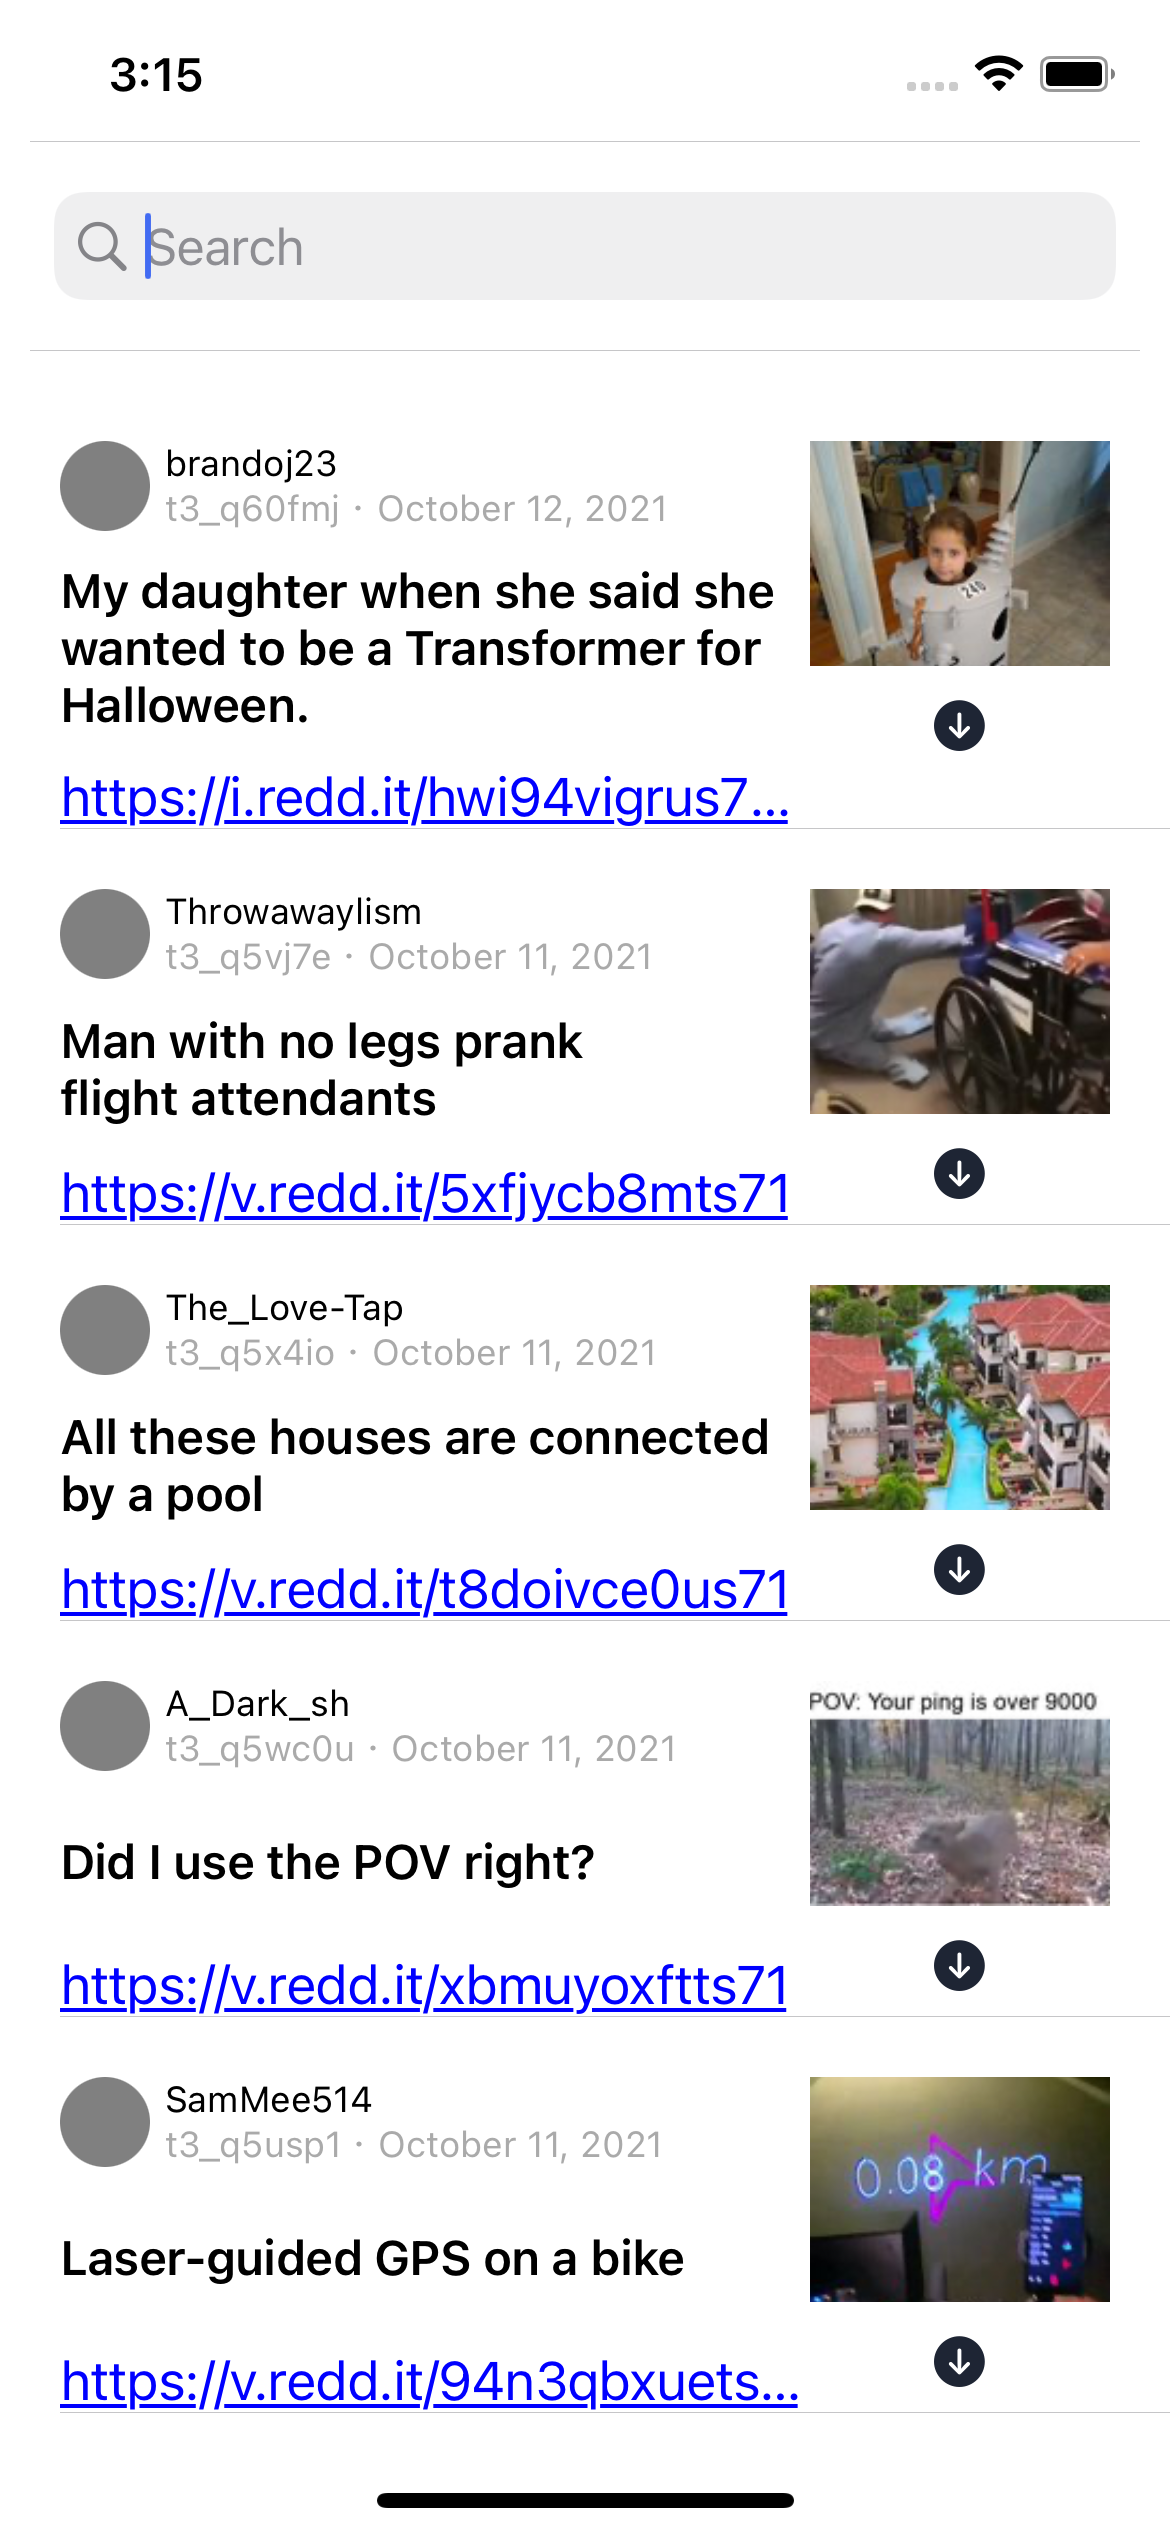 3:15
Search
brandoj23
t3_q60fmj · October 12, 2021
My daughter when she said she
wanted to be a Transformer for
Halloween.
https://i.redd.it/hwi94vigrus7...
240
Throwawaylism
t3_q5vj7e · October 11, 2021
Man with no legs prank
flight attendants
https://v.redd.it/5xfjycb8mts71
The_Love-Tap
t3_q5x4io · October 11, 2021
All these houses are connected
by a pool
https://v.redd.it/t8doivce0us71
A_Dark_sh
t3_q5wc0u · October 11, 2021
Did I use the POV right?
https://v.redd.it/xbmuyoxftts71
POV: Your ping is over 9000
SamMee514
t3_q5usp1 · October 11, 2021
Laser-guided GPS on a bike
https://v.redd.it/94n3qbxuets...
0.08 km